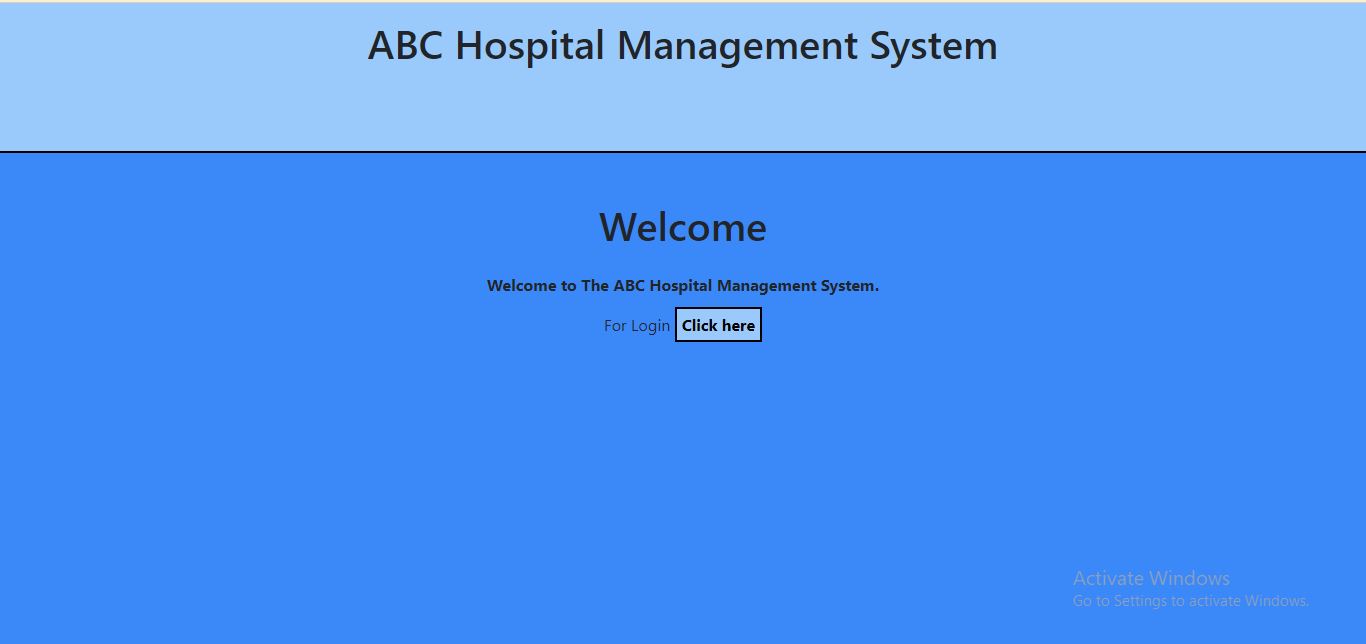 ABC Hospital Management System
Welcome
Welcome to The ABC Hospital Management System.
For Login Click here
Activate Windows
Go to Settings to activate Windows.